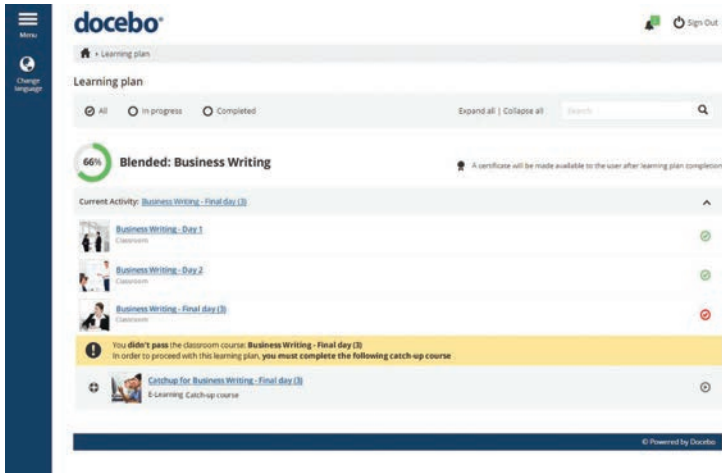 Menu
Change
language
docebo
Sign Out
Learning plan
Learning plan
All In progress Completed Expand all | Collapse all Search
66% Blended: Business Writing
A certificate will be made available to the user after learning plan completion
Current Activity: Business Writing - Final day (3)
Business Writing - Day 1
Classroom
Business Writing - Day 2
Classroom
Business Writing - Final day (3)
Classroom
You didn't pass the classroom course: Business Writing - Final day (3)
In order to proceed with this learning plan, you must complete the following catch-up course
Catchup for Business Writing - Final day (3)
E-Learning Catch-up course
© Powered by Docebo